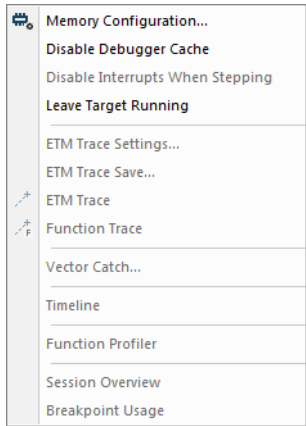 Memory Configuration...
Disable Debugger Cache
Disable Interrupts When Stepping
Leave Target Running
ETM Trace Settings...
ETM Trace Save...
ETM Trace
F
Function Trace
Vector Catch...
Timeline
Function Profiler
Session Overview
Breakpoint Usage